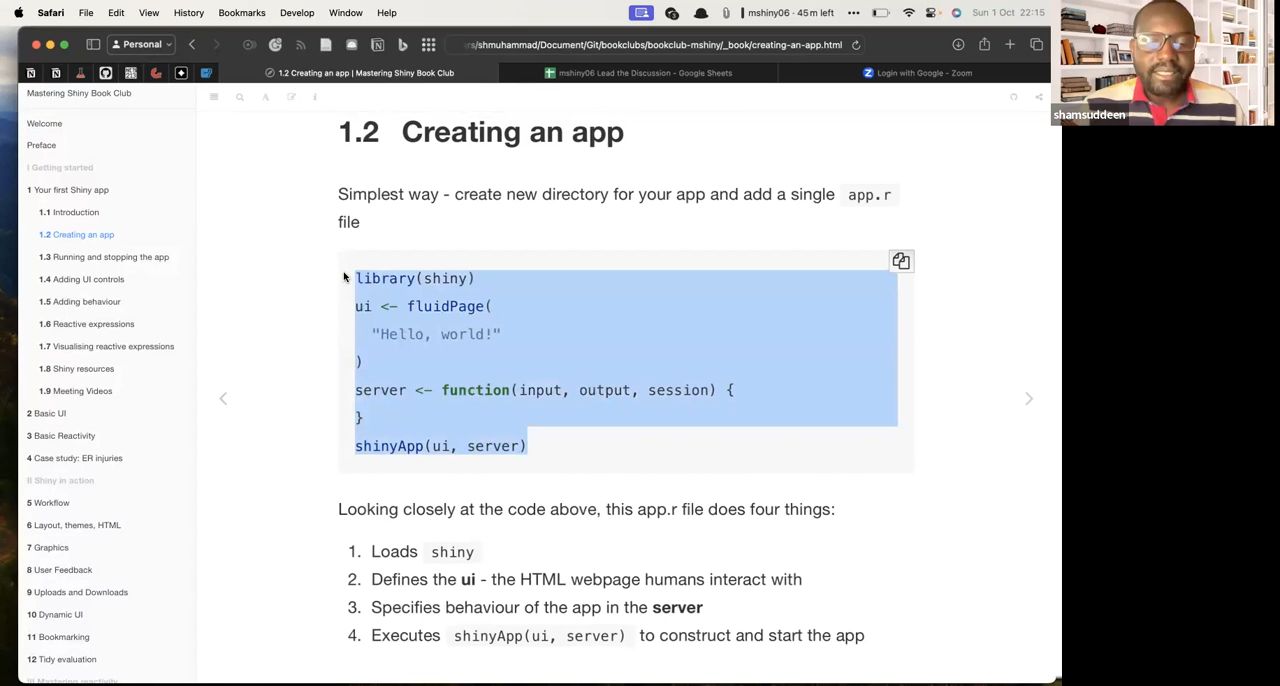 Safari File Edit View History Bookmarks Develop Window Help
mshiny06 · 45 m left ••• Sun 1 Oct 22:15
Personal
rs/shmuhammad/Document/Git/bookclubs/bookclub-mshiny/_book/creating-an-app.html
1.2 Creating an app | Mastering Shiny Book Club
mshiny06 Lead the Discussion - Google Sheets
Login with Google - Zoom
Mastering Shiny Book Club
Welcome
Preface
I Getting started
1 Your first Shiny app
1.1 Introduction
1.2 Creating an app
1.3 Running and stopping the app
1.4 Adding UI controls
1.5 Adding behaviour
1.6 Reactive expressions
1.7 Visualising reactive expressions
1.8 Shiny resources
1.9 Meeting Videos
2 Basic UI
3 Basic Reactivity
4 Case study: ER injuries
II Shiny in action
5 Workflow
6 Layout, themes, HTML
7 Graphics
8 User Feedback
9 Uploads and Downloads
10 Dynamic UI
11 Bookmarking
12 Tidy evaluation
III Mastering reactivity
1.2 Creating an app
Simplest way - create new directory for your app and add a single app.r
file
library(shiny)
ui <- fluidPage(
"Hello, world!"
)
server <- function(input, output, session) {
}
shinyApp(ui, server)
Looking closely at the code above, this app.r file does four things:
1. Loads shiny
2. Defines the ui - the HTML webpage humans interact with
3. Specifies behaviour of the app in the server
4. Executes shinyApp(ui, server) to construct and start the app
shamsuddeen